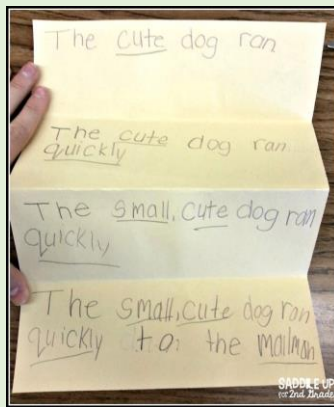 The cute dog ran
The cute dog ran
quickly
The small, cute dog ran
quickly
The small, cute dog ran
quickly to the mailman
SADDLE UP
for 2nd Grade